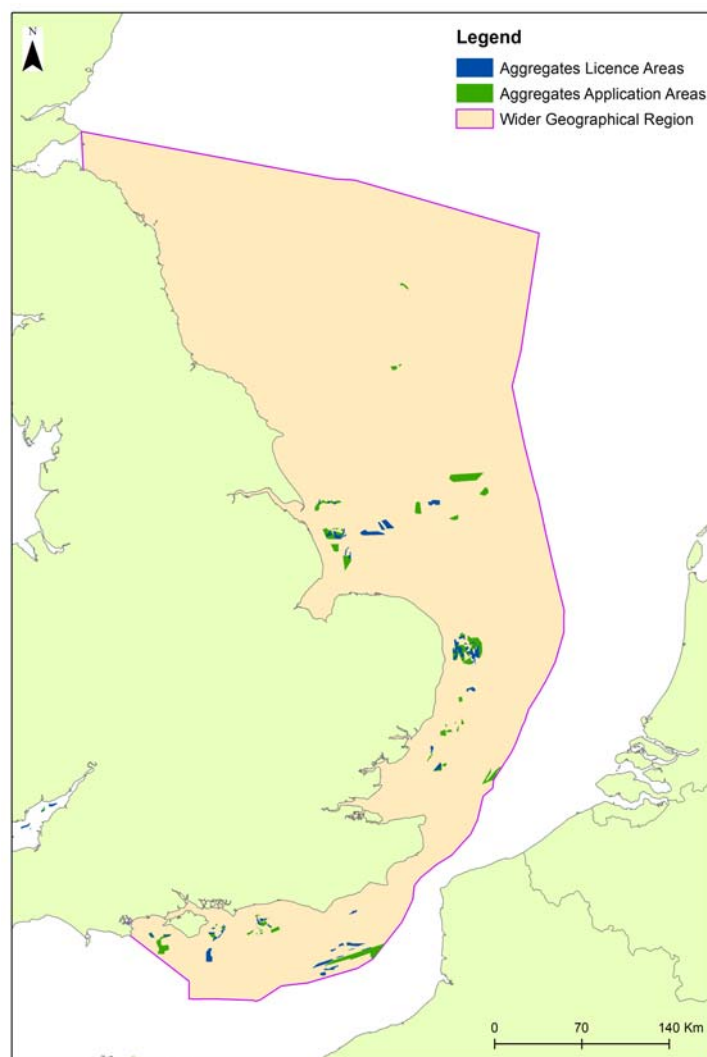 N
Legend
Aggregates Licence Areas
Aggregates Application Areas
Wider Geographical Region
0 70 140 Km